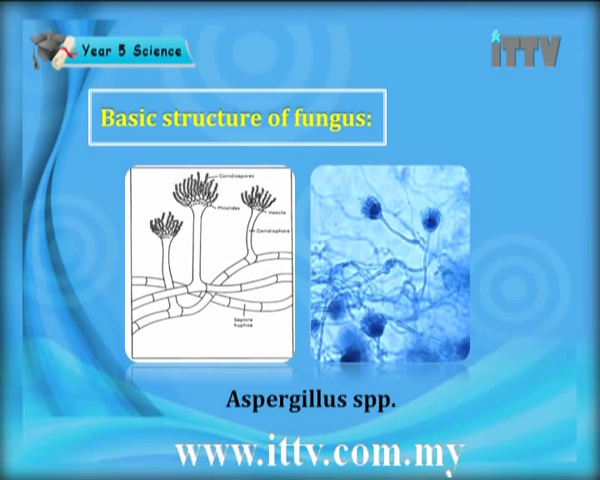 Year 5 Science
iTTV
Basic structure of fungus:
Conidiospores
Phialides
Vesicle
Conidiophore
Septate
hyphae
Aspergillus spp.
www.ittv.com.my